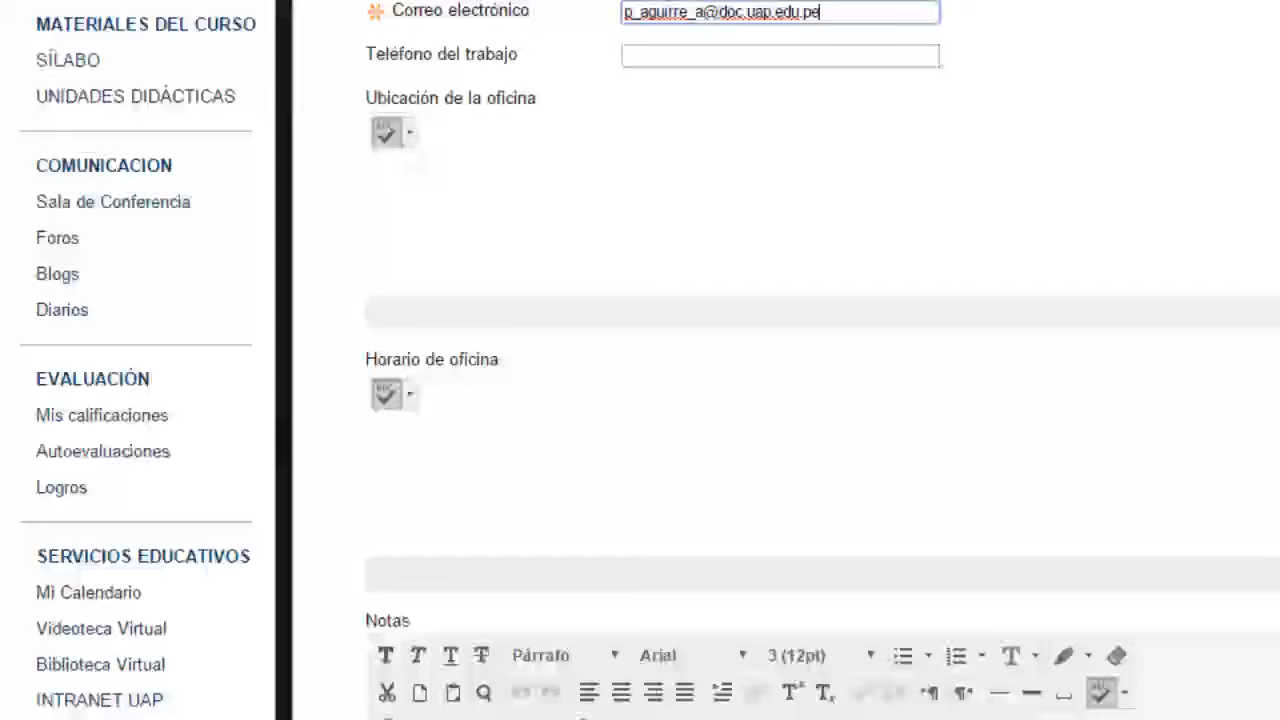 MATERIALES DEL CURSO
SÍLABO
UNIDADES DIDÁCTICAS
COMUNICACION
Sala de Conferencia
Foros
Blogs
Diarios
EVALUACIÓN
Mis calificaciones
Autoevaluaciones
Logros
SERVICIOS EDUCATIVOS
Mi Calendario
Videoteca Virtual
Biblioteca Virtual
INTRANET UAP
Correo electrónico
p_aguirre_a@doc.uap.edu.pe
Teléfono del trabajo
Ubicación de la oficina
Horario de oficina
Notas
T T T T Párrafo Arial 3 (12pt) T